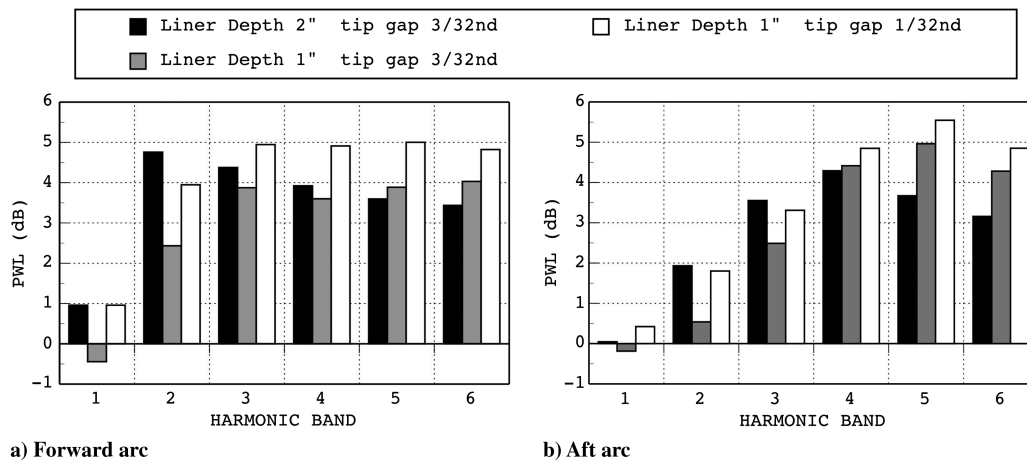 Liner Depth 2" tip gap 3/32nd
Liner Depth 1" tip gap 1/32nd
Liner Depth 1" tip gap 3/32nd
6
5
4
3
2
1
0
-1
PWL (dB)
1 2 3 4 5 6
HARMONIC BAND
a) Forward arc
6
5
4
3
2
1
0
-1
PWL (dB)
1 2 3 4 5 6
HARMONIC BAND
b) Aft arc